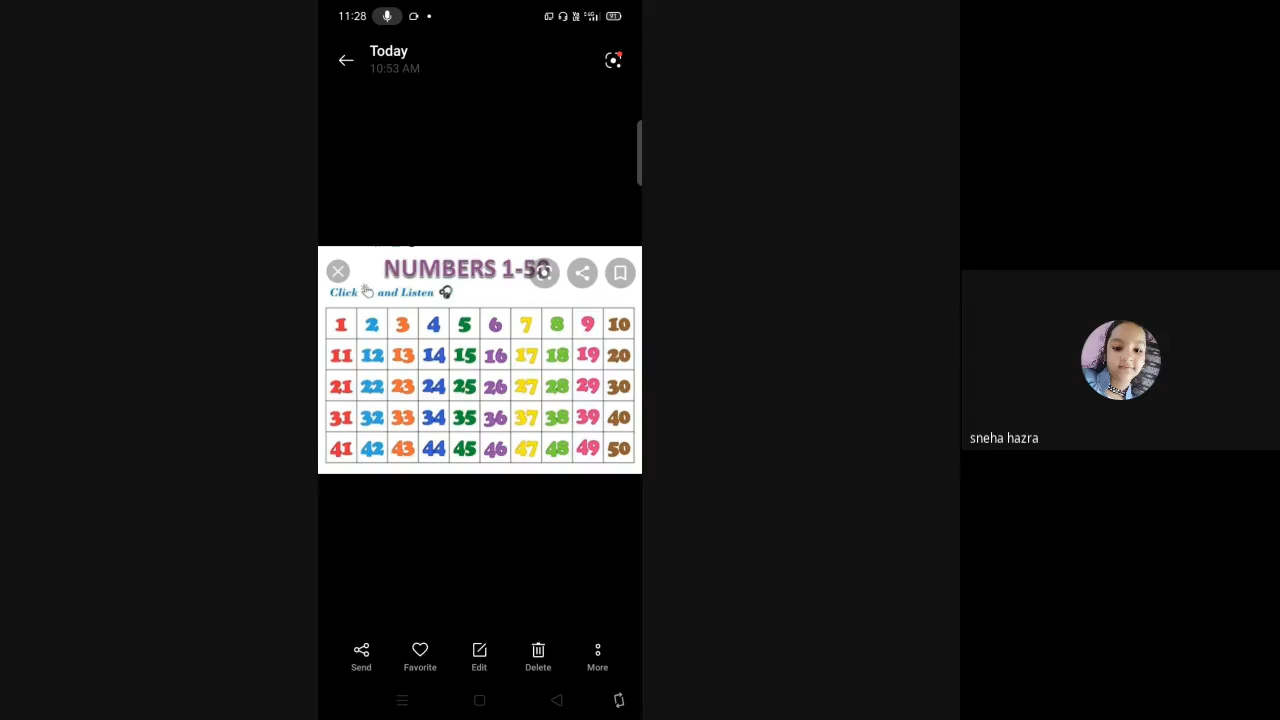 11:28
91
Today
10:53 AM
NUMBERS 1-50
Click and Listen
1 2 3 4 5 6 7 8 9 10
11 12 13 14 15 16 17 18 19 20
21 22 23 24 25 26 27 28 29 30
31 32 33 34 35 36 37 38 39 40
41 42 43 44 45 46 47 48 49 50
sneha hazra
Send Favorite Edit Delete More